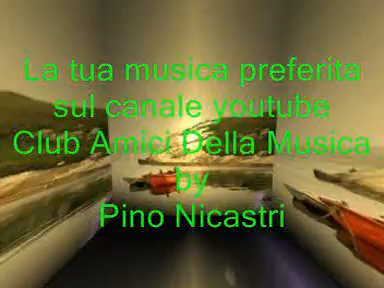 La tua musica preferita
sul canale youtube
Club Amici Della Musica
by
Pino Nicastri